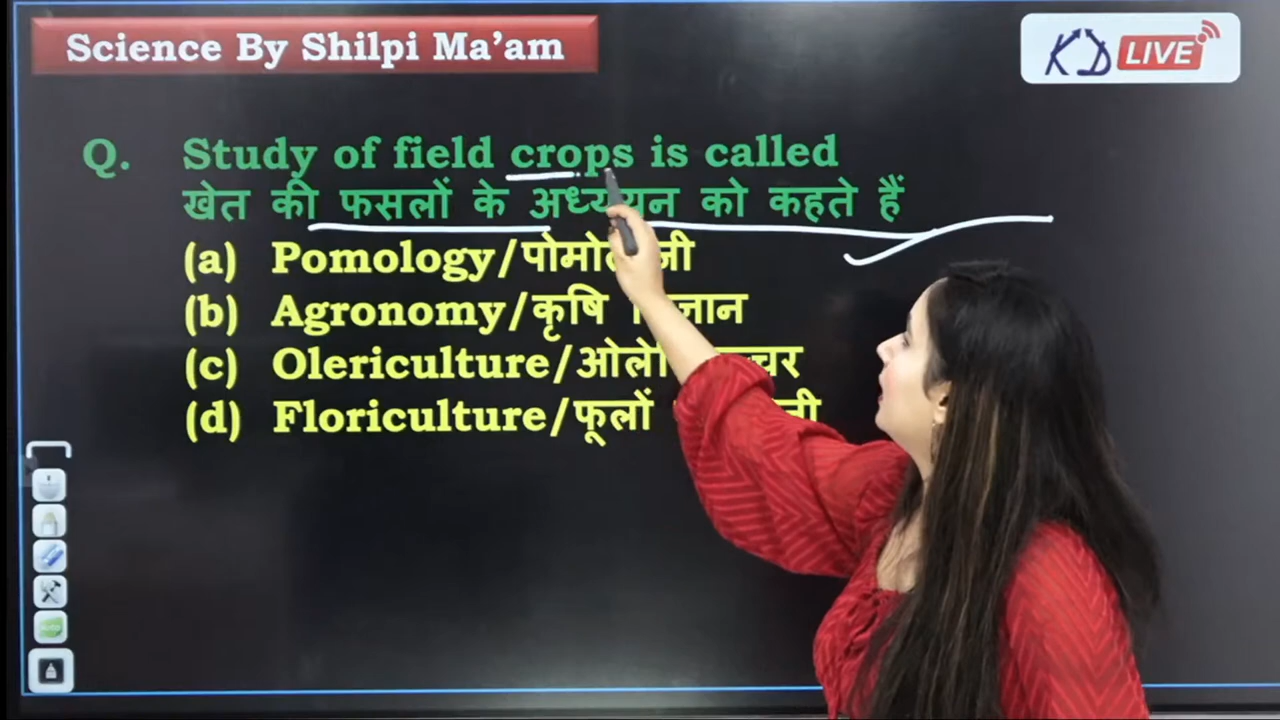 Science By Shilpi Ma’am
KD LIVE
Q. Study of field crops is called
खेत की फसलों के अध्ययन को कहते हैं
(a) Pomology/
(b) Agronomy/कृषि
(c) Olericulture/
(d) Floriculture/फूलों